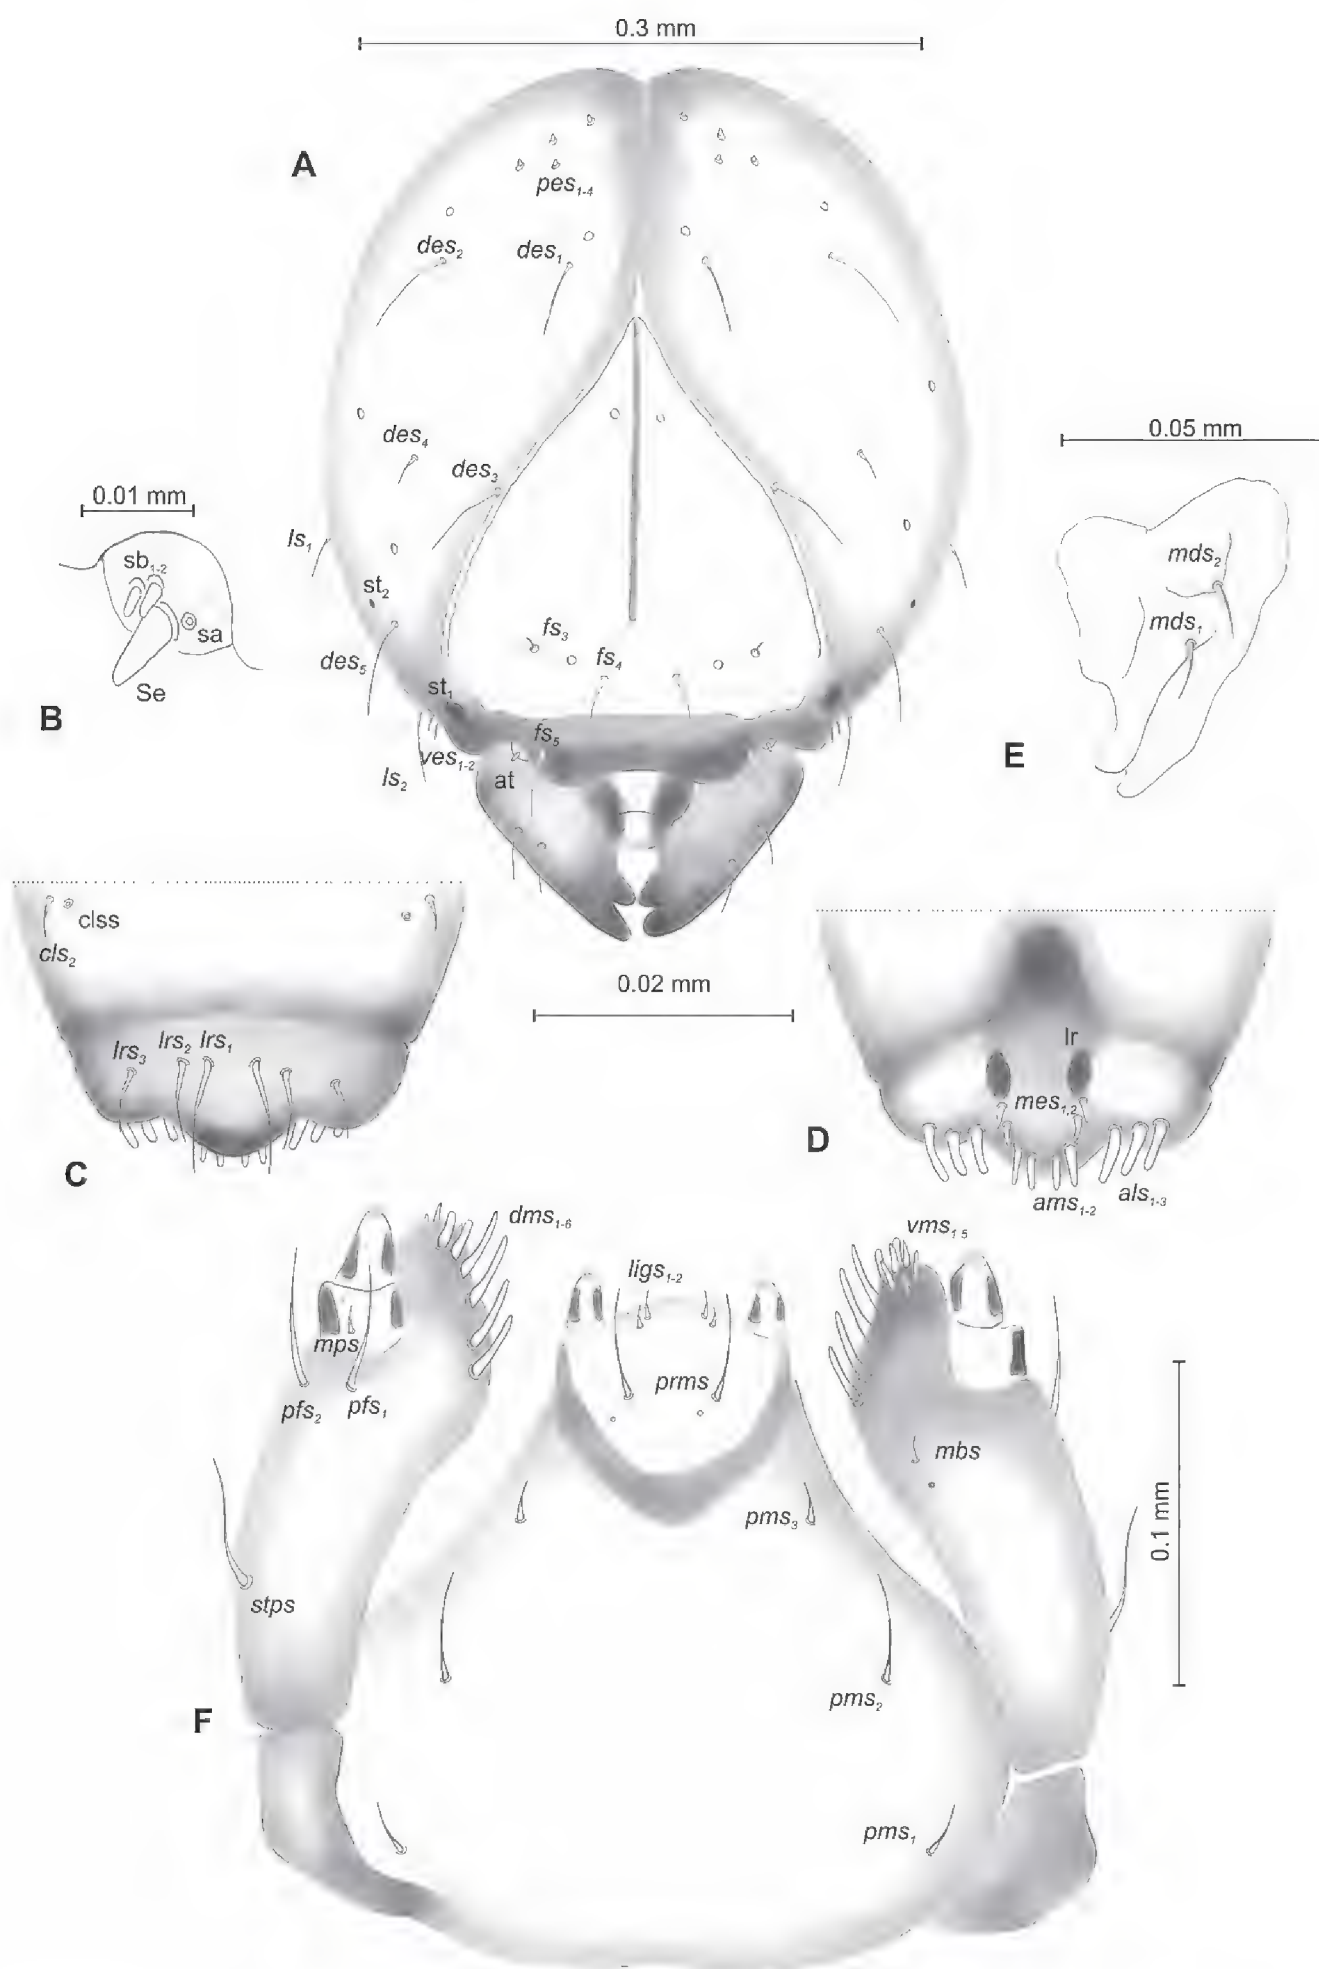 0.3 mm
A
pes₁₋₄
des₂
des₁
des₄
des₃
0.05 mm
0.01 mm
mds₂
ls₁
sb₁₋₂
st₂
mds₁
sa
fs₃
des₅
fs₄
Se
st₁
B
fs₅
E
ves₁₋₂
ls₂
at
clss
cls₂
0.02 mm
lrs₃
lrs₂
lrs₁
lr
mes₁,₂
D
C
ams₁₋₂
als₁₋₃
dms₁₋₆
vms₁ ₅
ligs₁₋₂
mps
prms
pfs₂
pfs₁
mbs
pms₃
0.1 mm
stps
pms₂
F
pms₁